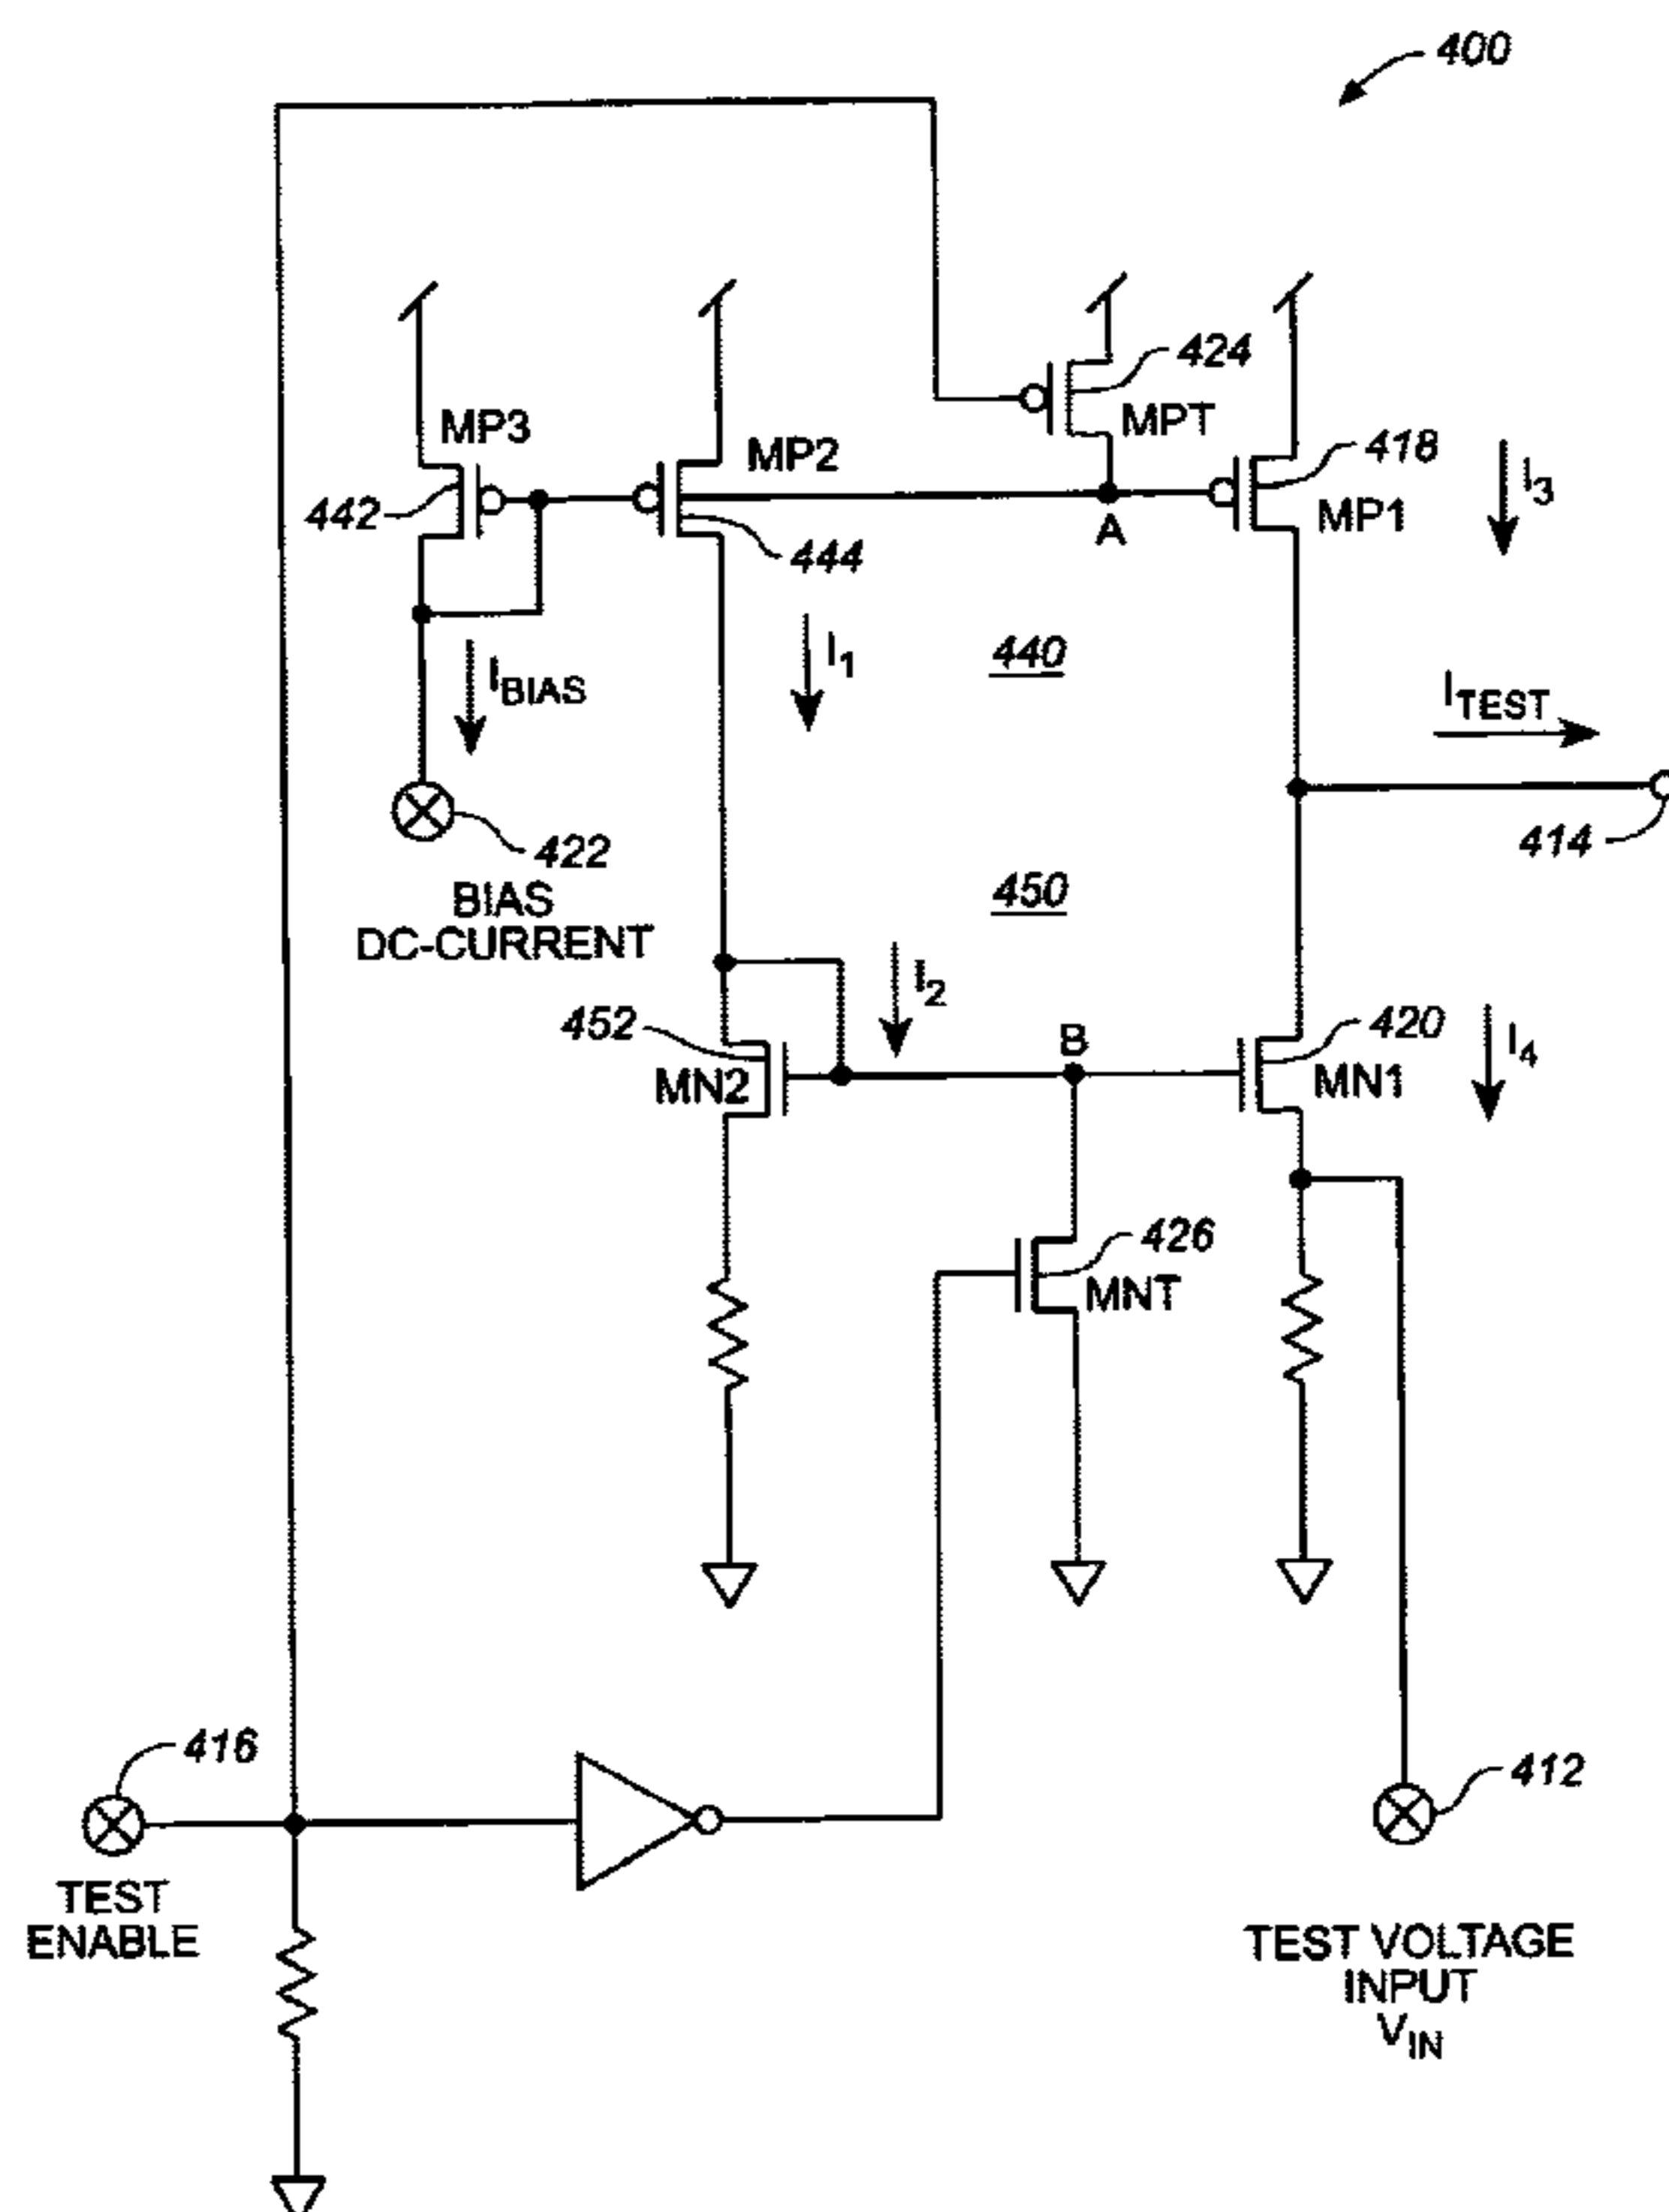 400
424
MPT
MP3
MP2
418
MP1
I3
442
A
444
440
I1
IBIAS
ITEST
422
414
BIAS
DC-CURRENT
450
I2
452
B
420
MN2
MN1
I4
426
MNT
416
412
TEST
ENABLE
TEST VOLTAGE
INPUT
VIN